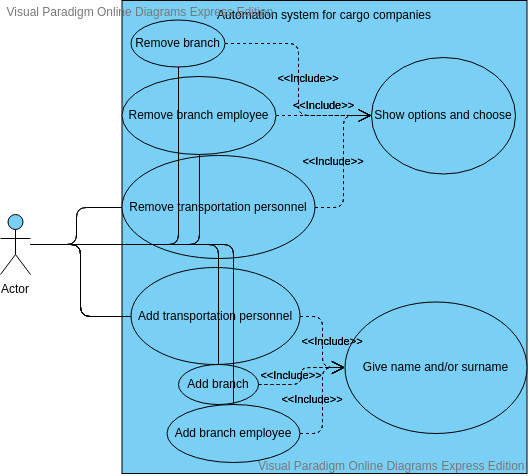 Visual Paradigm Online Diagrams Express Edition
Automation system for cargo companies
Remove branch
<<Include>>
Remove branch employee
<<Include>>
Show options and choose
<<Include>>
Remove transportation personnel
Actor
Add transportation personnel
<<Include>>
Give name and/or surname
<<Include>>
Add branch
<<Include>>
Add branch employee
Visual Paradigm Online Diagrams Express Edition